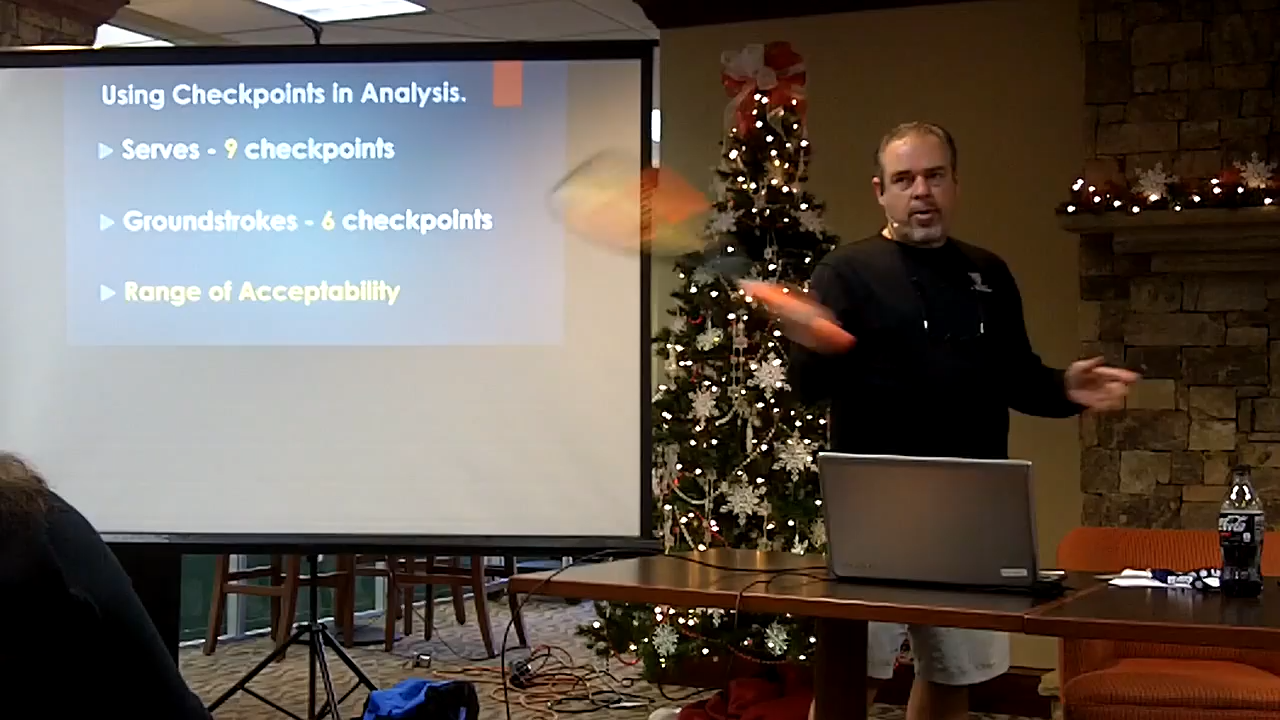 Using Checkpoints in Analysis.
Serves - 9 checkpoints
Groundstrokes - 6 checkpoints
Range of Acceptability